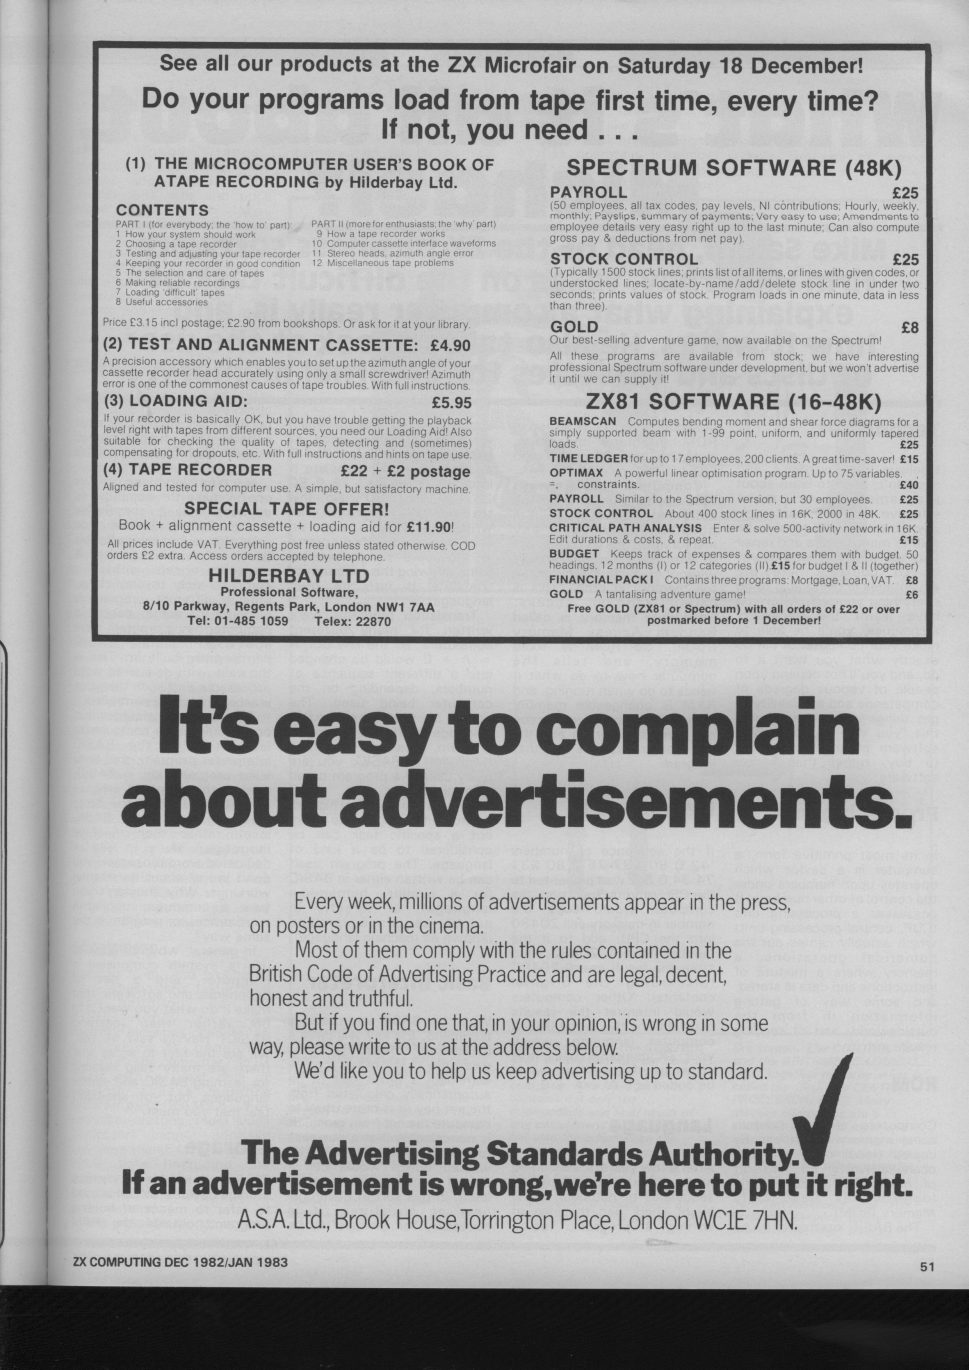 See all our products at the ZX Microfair on Saturday 18 December!
Do your programs load from tape first time, every time?
If not, you need . . .
(1) THE MICROCOMPUTER USER'S BOOK OF
ATAPE RECORDING by Hilderbay Ltd.
CONTENTS
PART I (for everybody; the 'how to' part):
1 How your system should work
2 Choosing a tape recorder
3 Testing and adjusting your tape recorder
4 Keeping your recorder in good condition
5 The selection and care of tapes
6 Making reliable recordings
7 Loading 'difficult' tapes
8 Useful accessories
PART II (more for enthusiasts; the 'why' part)
9 How a tape recorder works
10 Computer cassette interface waveforms
11 Stereo heads, azimuth angle error
12 Miscellaneous tape problems
Price £3.15 incl postage; £2.90 from bookshops. Or ask for it at your library.
(2) TEST AND ALIGNMENT CASSETTE: £4.90
A precision accessory which enables you to set up the azimuth angle of your
cassette recorder head accurately using only a small screwdriver! Azimuth
error is one of the commonest causes of tape troubles. With full instructions.
(3) LOADING AID: £5.95
If your recorder is basically OK, but you have trouble getting the playback
level right with tapes from different sources, you need our Loading Aid! Also
suitable for checking the quality of tapes, detecting and (sometimes)
compensating for dropouts, etc. With full instructions and hints on tape use.
(4) TAPE RECORDER £22 + £2 postage
Aligned and tested for computer use. A simple, but satisfactory machine.
SPECIAL TAPE OFFER!
Book + alignment cassette + loading aid for £11.90!
All prices include VAT. Everything post free unless stated otherwise. COD
orders £2 extra. Access orders accepted by telephone.
HILDERBAY LTD
Professional Software,
8/10 Parkway, Regents Park, London NW1 7AA
Tel: 01-485 1059 Telex: 22870
SPECTRUM SOFTWARE (48K)
PAYROLL £25
(50 employees, all tax codes, pay levels, NI contributions; Hourly, weekly,
monthly; Payslips, summary of payments; Very easy to use; Amendments to
employee details very easy right up to the last minute; Can also compute
gross pay & deductions from net pay).
STOCK CONTROL £25
(Typically 1500 stock lines; prints list of all items, or lines with given codes, or
understocked lines; locate-by-name/add/delete stock line in under two
seconds; prints values of stock. Program loads in one minute, data in less
than three).
GOLD £8
Our best-selling adventure game, now available on the Spectrum!
All these programs are available from stock; we have interesting
professional Spectrum software under development, but we won't advertise
it until we can supply it!
ZX81 SOFTWARE (16-48K)
BEAMSCAN Computes bending moment and shear force diagrams for a
simply supported beam with 1-99 point, uniform, and uniformly tapered
loads. £25
TIME LEDGER for up to 17 employees, 200 clients. A great time-saver! £15
OPTIMAX A powerful linear optimisation program. Up to 75 variables,
=, constraints. £40
PAYROLL Similar to the Spectrum version, but 30 employees. £25
STOCK CONTROL About 400 stock lines in 16K, 2000 in 48K. £25
CRITICAL PATH ANALYSIS Enter & solve 500-activity network in 16K.
Edit durations & costs, & repeat. £15
BUDGET Keeps track of expenses & compares them with budget. 50
headings, 12 months (I) or 12 categories (II) £15 for budget I & II (together)
FINANCIAL PACK I Contains three programs: Mortgage, Loan, VAT. £8
GOLD A tantalising adventure game! £6
Free GOLD (ZX81 or Spectrum) with all orders of £22 or over
postmarked before 1 December!
It's easy to complain
about advertisements.
Every week, millions of advertisements appear in the press,
on posters or in the cinema.
Most of them comply with the rules contained in the
British Code of Advertising Practice and are legal, decent,
honest and truthful.
But if you find one that, in your opinion, is wrong in some
way, please write to us at the address below.
We'd like you to help us keep advertising up to standard.
The Advertising Standards Authority.
If an advertisement is wrong, we're here to put it right.
A.S.A. Ltd., Brook House, Torrington Place, London WC1E 7HN.
ZX COMPUTING DEC 1982/JAN 1983
51